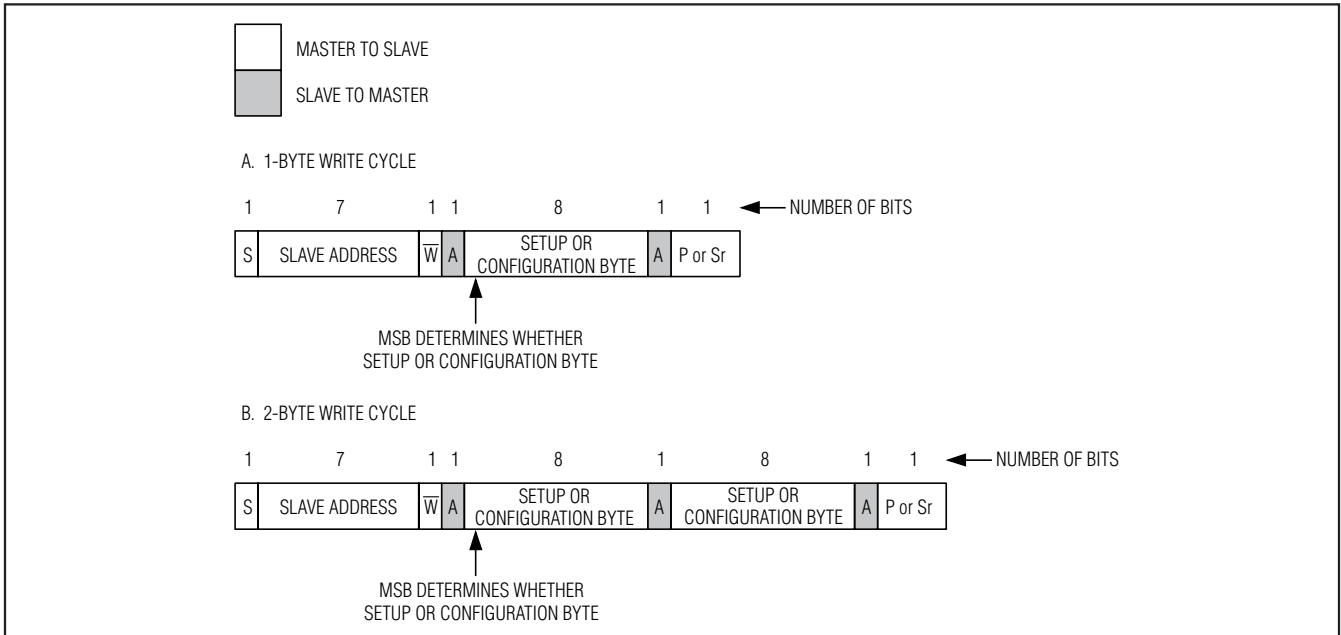 MASTER TO SLAVE
SLAVE TO MASTER
A. 1-BYTE WRITE CYCLE
1 7 1 1 8 1 1 NUMBER OF BITS
S SLAVE ADDRESS W̅ A SETUP OR CONFIGURATION BYTE A P or Sr
MSB DETERMINES WHETHER
SETUP OR CONFIGURATION BYTE
B. 2-BYTE WRITE CYCLE
1 7 1 1 8 1 8 1 1 NUMBER OF BITS
S SLAVE ADDRESS W̅ A SETUP OR CONFIGURATION BYTE A SETUP OR CONFIGURATION BYTE A P or Sr
MSB DETERMINES WHETHER
SETUP OR CONFIGURATION BYTE